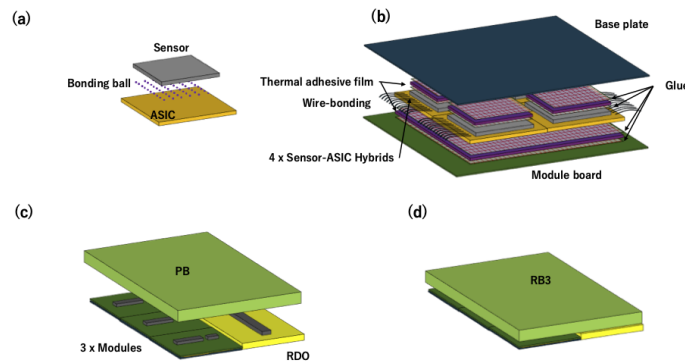 (a)
Sensor
Bonding ball
ASIC
(b)
Base plate
Thermal adhesive film
Wire-bonding
Glue
4 x Sensor-ASIC Hybrids
Module board
(c)
PB
3 x Modules
RDO
(d)
RB3